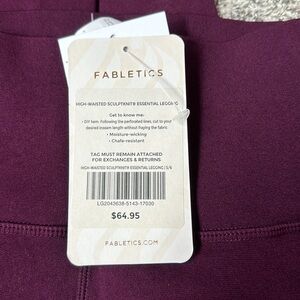 FABLETICS
HIGH-WAISTED SCULPTKNIT® ESSENTIAL LEGGING
Get to know me:
• DIY hem: Following the perforated lines, cut to your
desired inseam length without fraying the fabric
• Moisture-wicking
• Chafe-resistant
TAG MUST REMAIN ATTACHED
FOR EXCHANGES & RETURNS
HIGH-WAISTED SCULPTKNIT® ESSENTIAL LEGGING | S/6
LG2043638-5143-17030
$64.95
FABLETICS.COM